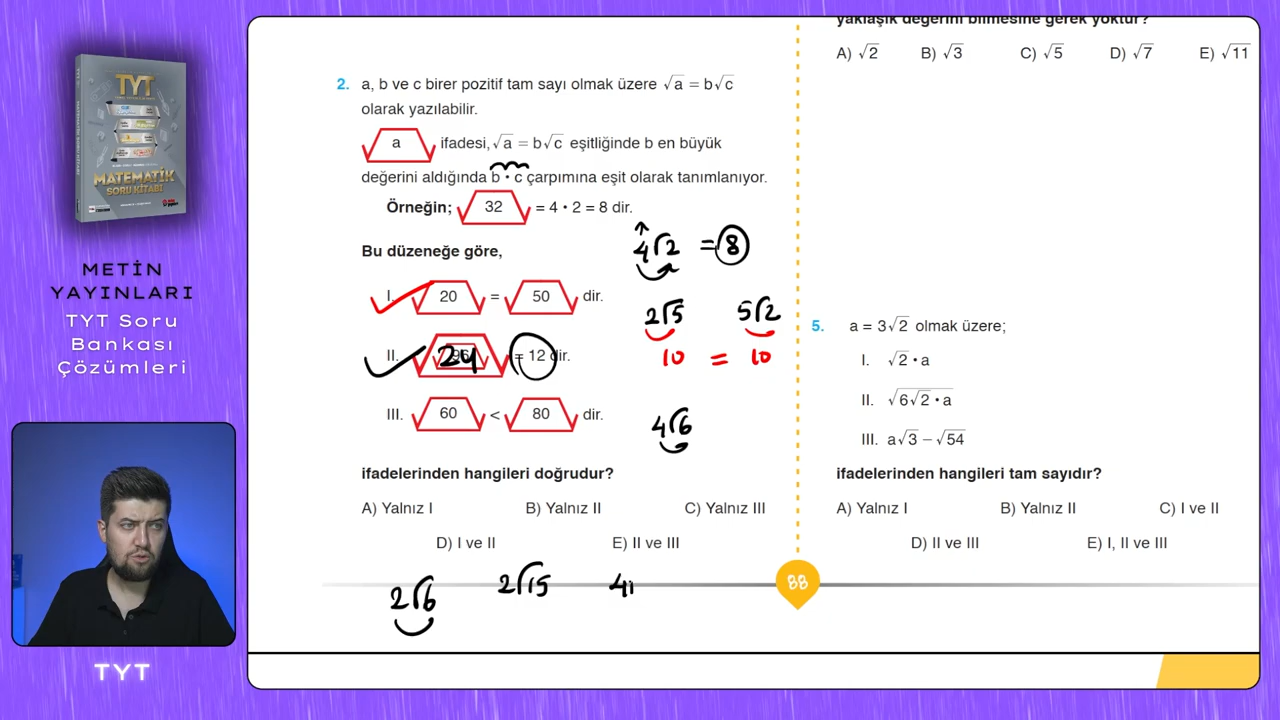 TYT
MATEMATİK
SORU KİTABI
METİN
YAYINLARI
TYT Soru
Bankası
Çözümleri
TYT
2. a, b ve c birer pozitif tam sayı olmak üzere √a = b√c
olarak yazılabilir.
a ifadesi, √a = b√c eşitliğinde b en büyük
değerini aldığında b • c çarpımına eşit olarak tanımlanıyor.
Örneğin; 32 = 4 • 2 = 8 dir.
4√2 = 8
Bu düzeneğe göre,
I. 20 = 50 dir.
2√5 5√2
10 = 10
II. 24 = 12 dir.
III. 60 < 80 dir.
4√6
ifadelerinden hangileri doğrudur?
A) Yalnız I B) Yalnız II C) Yalnız III
D) I ve II E) II ve III
2√6 2√15 4
yaklaşık değerini bilmesine gerek yoktur?
A) √2 B) √3 C) √5 D) √7 E) √11
5. a = 3√2 olmak üzere;
I. √2 • a
II. √(6√2 • a)
III. a√3 − √54
ifadelerinden hangileri tam sayıdır?
A) Yalnız I B) Yalnız II C) I ve II
D) II ve III E) I, II ve III
88